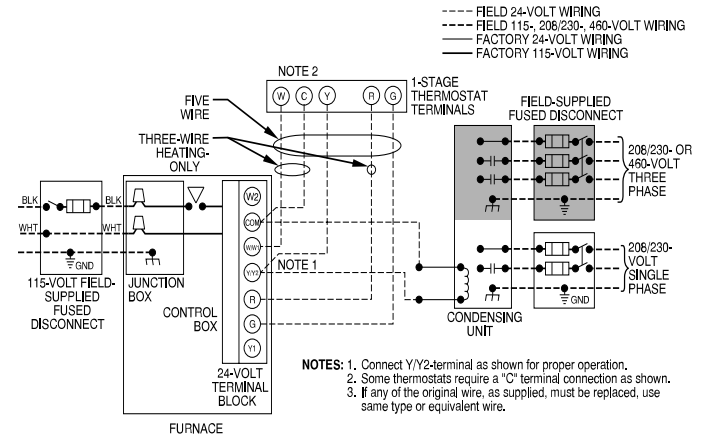 FIELD 24-VOLT WIRING
FIELD 115-, 208/230-, 460-VOLT WIRING
FACTORY 24-VOLT WIRING
FACTORY 115-VOLT WIRING
NOTE 2
W C Y R G
1-STAGE
THERMOSTAT
TERMINALS
FIVE
WIRE
THREE-WIRE
HEATING-
ONLY
FIELD-SUPPLIED
FUSED DISCONNECT
208/230- OR
460-VOLT
THREE
PHASE
BLK
BLK
WHT
WHT
GND
115-VOLT FIELD-
SUPPLIED
FUSED
DISCONNECT
JUNCTION
BOX
CONTROL
BOX
W2
COM
W/W1
Y/Y2
R
G
Y1
NOTE 1
24-VOLT
TERMINAL
BLOCK
FURNACE
CONDENSING
UNIT
GND
208/230-
VOLT
SINGLE
PHASE
NOTES: 1. Connect Y/Y2-terminal as shown for proper operation.
2. Some thermostats require a "C" terminal connection as shown.
3. If any of the original wire, as supplied, must be replaced, use
same type or equivalent wire.